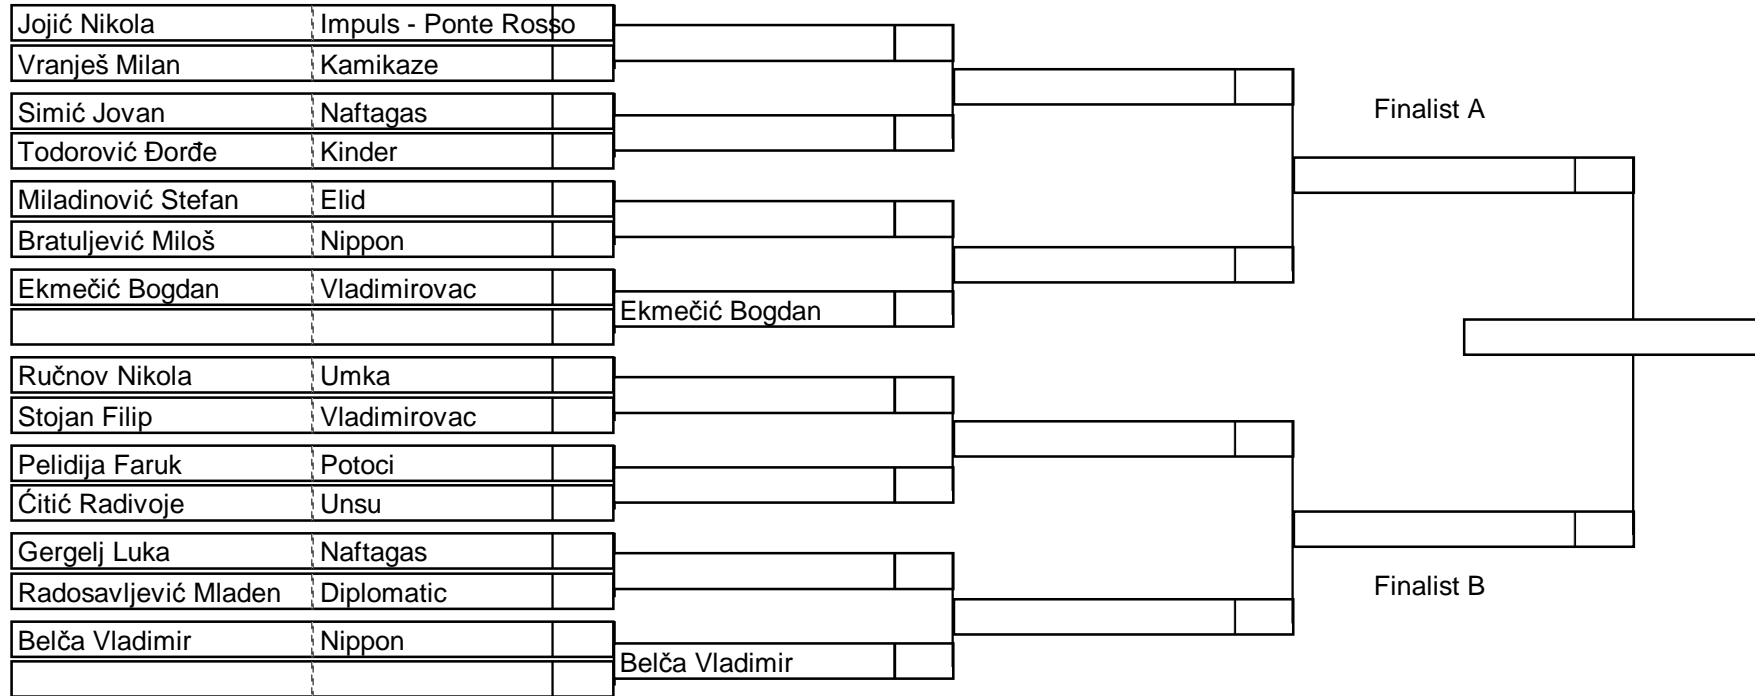 Jojić Nikola Impuls - Ponte Rosso
Vranješ Milan Kamikaze
Simić Jovan Naftagas
Finalist A
Todorović Đorđe Kinder
Miladinović Stefan Elid
Bratuljević Miloš Nippon
Ekmečić Bogdan Vladimirovac
Ekmečić Bogdan
Ručnov Nikola Umka
Stojan Filip Vladimirovac
Pelidija Faruk Potoci
Ćitić Radivoje Unsu
Gergelj Luka Naftagas
Radosavljević Mladen Diplomatic
Finalist B
Belča Vladimir Nippon
Belča Vladimir